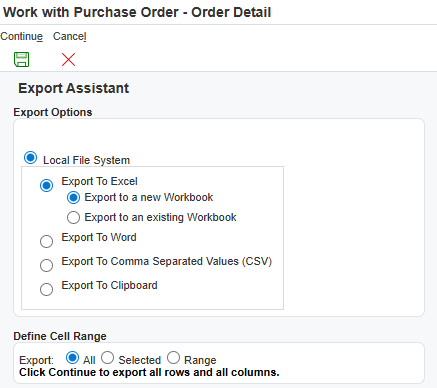 Work with Purchase Order - Order Detail
Continue Cancel
Export Assistant
Export Options
Local File System
Export To Excel
Export to a new Workbook
Export to an existing Workbook
Export To Word
Export To Comma Separated Values (CSV)
Export To Clipboard
Define Cell Range
Export: All Selected Range
Click Continue to export all rows and all columns.